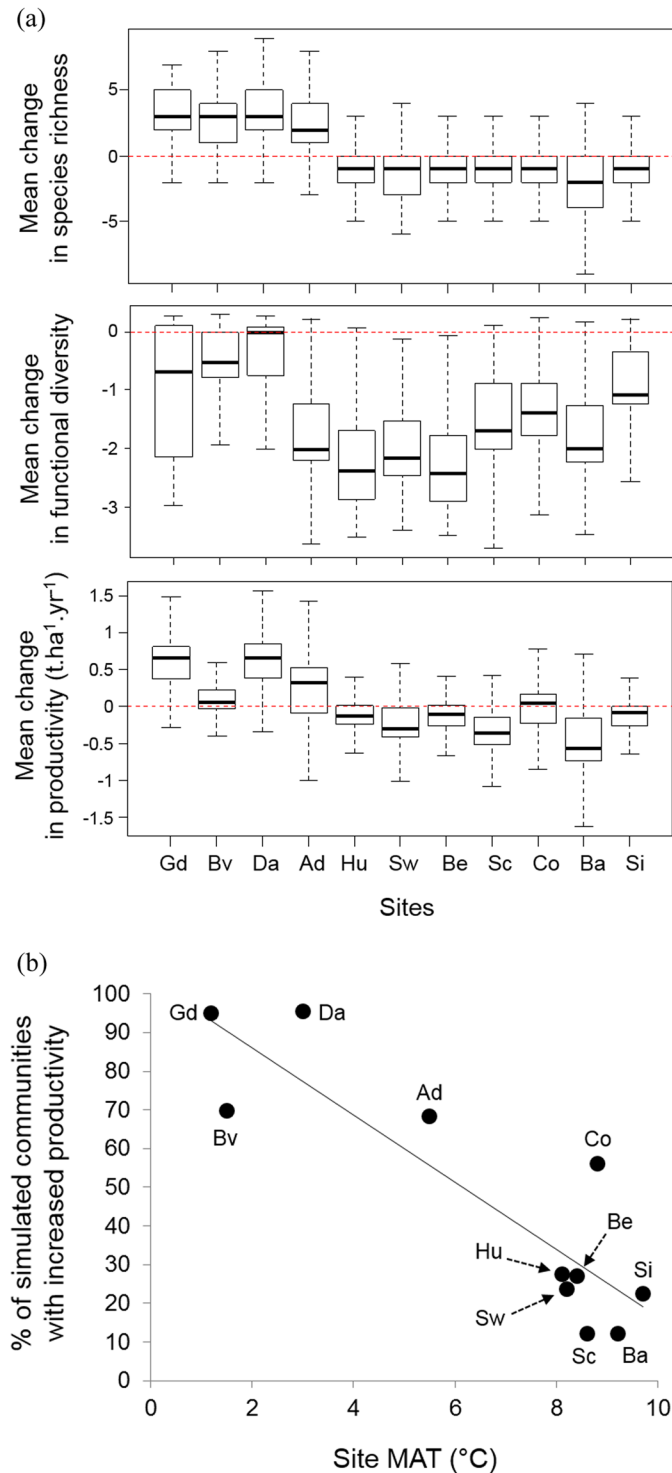 (a)
Mean change
in species richness
5
0
-5
Mean change
in functional diversity
0
-1
-2
-3
Mean change
in productivity (t.ha¹.yr⁻¹)
1.5
1
0.5
0
-0.5
-1
-1.5
Gd Bv Da Ad Hu Sw Be Sc Co Ba Si
Sites
(b)
% of simulated communities
with increased productivity
100
90
80
70
60
50
40
30
20
10
0
Gd
Da
Bv
Ad
Co
Be
Hu
Si
Sw
Sc
Ba
0 2 4 6 8 10
Site MAT (°C)